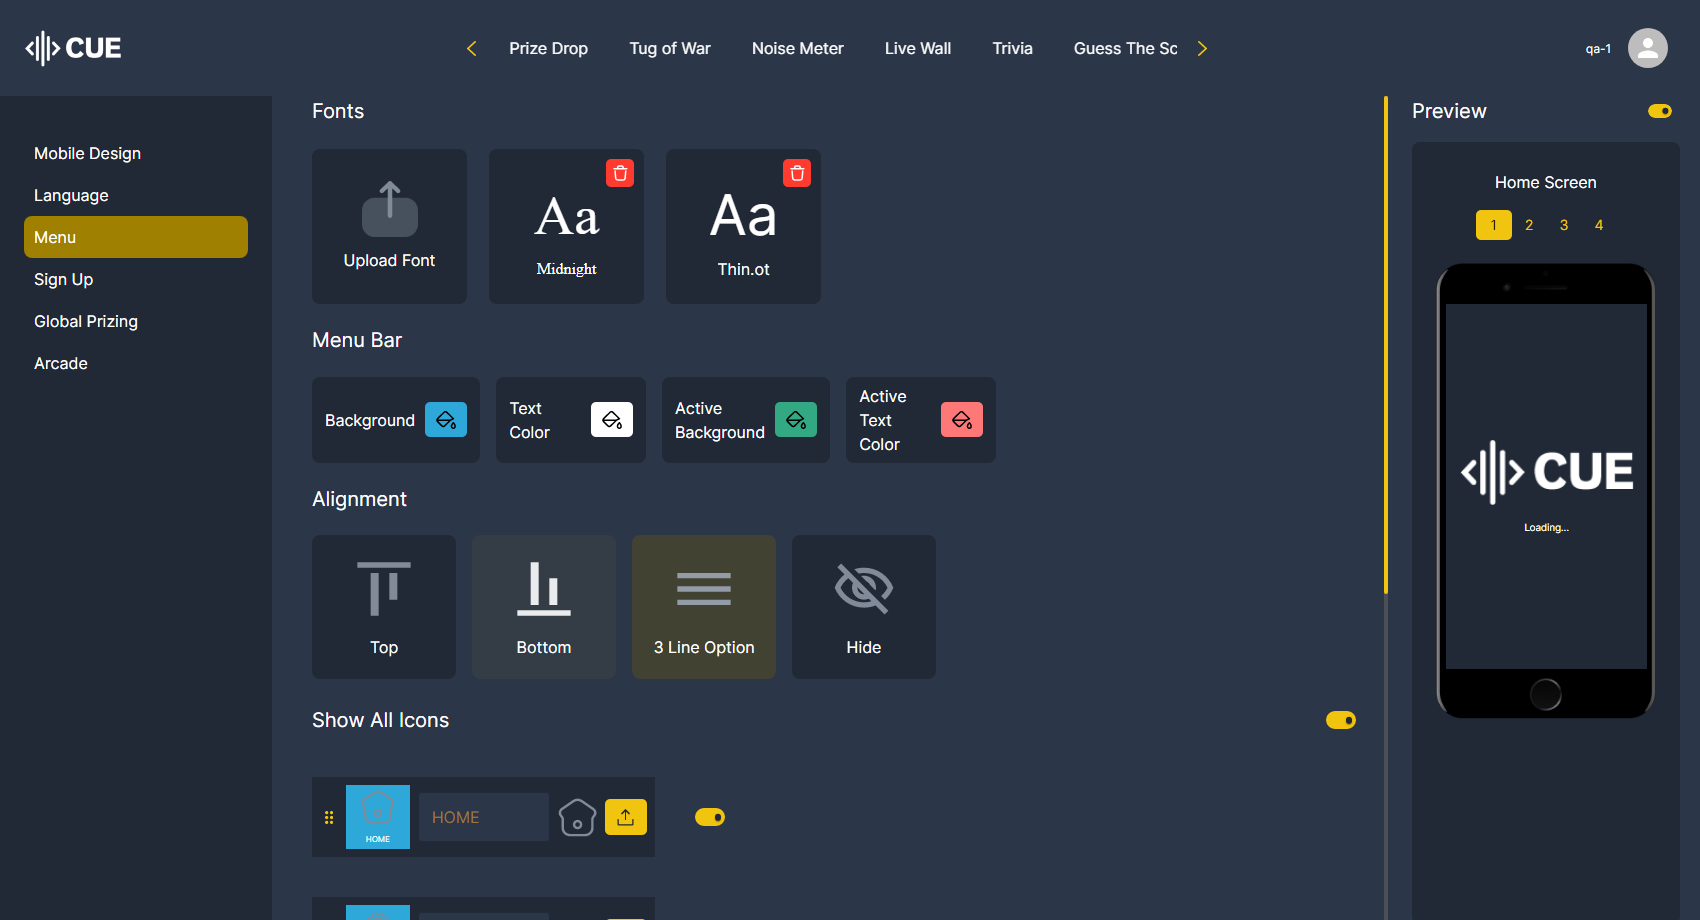 CUE
Prize Drop
Tug of War
Noise Meter
Live Wall
Trivia
Guess The Sc
qa-1
Mobile Design
Language
Menu
Sign Up
Global Prizing
Arcade
Fonts
Upload Font
Aa
Midnight
Aa
Thin.ot
Menu Bar
Background
Text
Color
Active
Background
Active
Text
Color
Alignment
Top
Bottom
3 Line Option
Hide
Show All Icons
HOME
HOME
Preview
Home Screen
1 2 3 4
CUE
Loading...